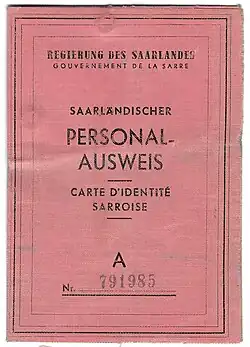 REGIERUNG DES SAARLANDES
GOUVERNEMENT DE LA SARRE
SAARLÄNDISCHER
PERSONAL-
AUSWEIS
CARTE D'IDENTITÉ
SARROISE
A
Nr. 791985